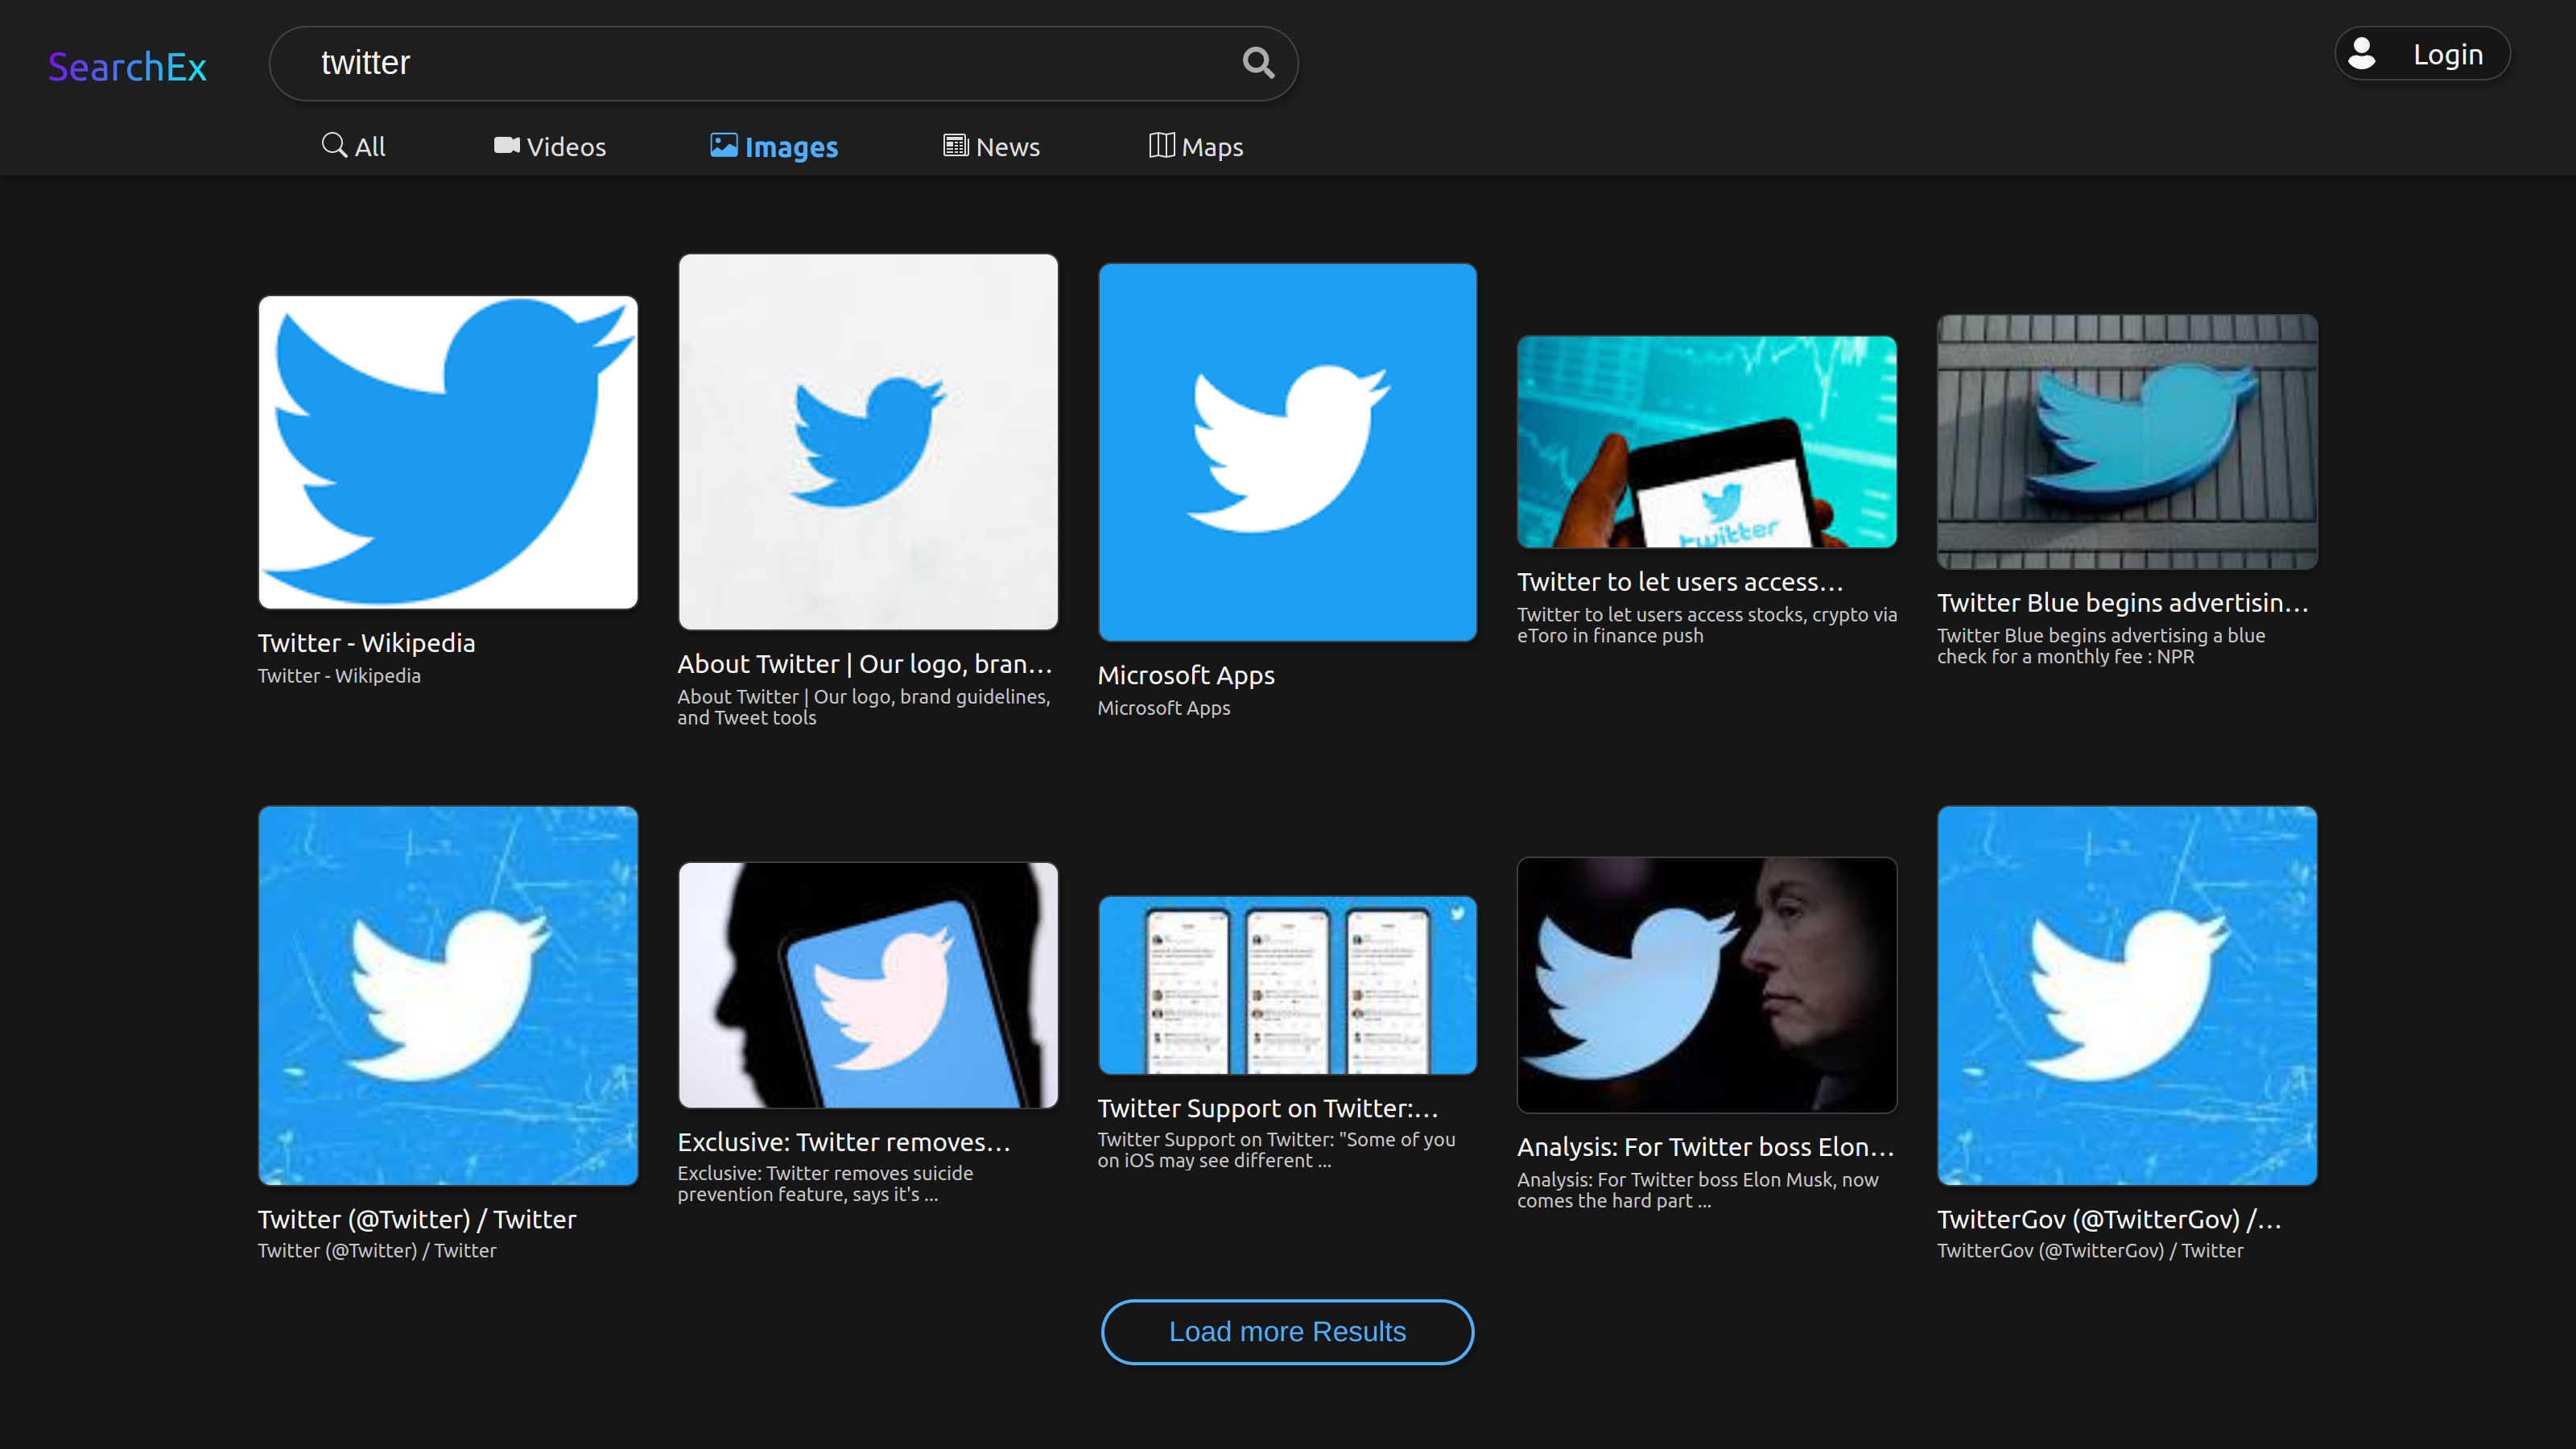 SearchEx
twitter
Login
All
Videos
Images
News
Maps
twitter
Twitter - Wikipedia
Twitter - Wikipedia
About Twitter | Our logo, bran...
About Twitter | Our logo, brand guidelines,
and Tweet tools
Microsoft Apps
Microsoft Apps
Twitter to let users access...
Twitter to let users access stocks, crypto via
eToro in finance push
Twitter Blue begins advertisin...
Twitter Blue begins advertising a blue
check for a monthly fee : NPR
Twitter (@Twitter) / Twitter
Twitter (@Twitter) / Twitter
Exclusive: Twitter removes...
Exclusive: Twitter removes suicide
prevention feature, says it's ...
Twitter Support on Twitter:...
Twitter Support on Twitter: "Some of you
on iOS may see different ...
Analysis: For Twitter boss Elon...
Analysis: For Twitter boss Elon Musk, now
comes the hard part ...
TwitterGov (@TwitterGov) /...
TwitterGov (@TwitterGov) / Twitter
Load more Results